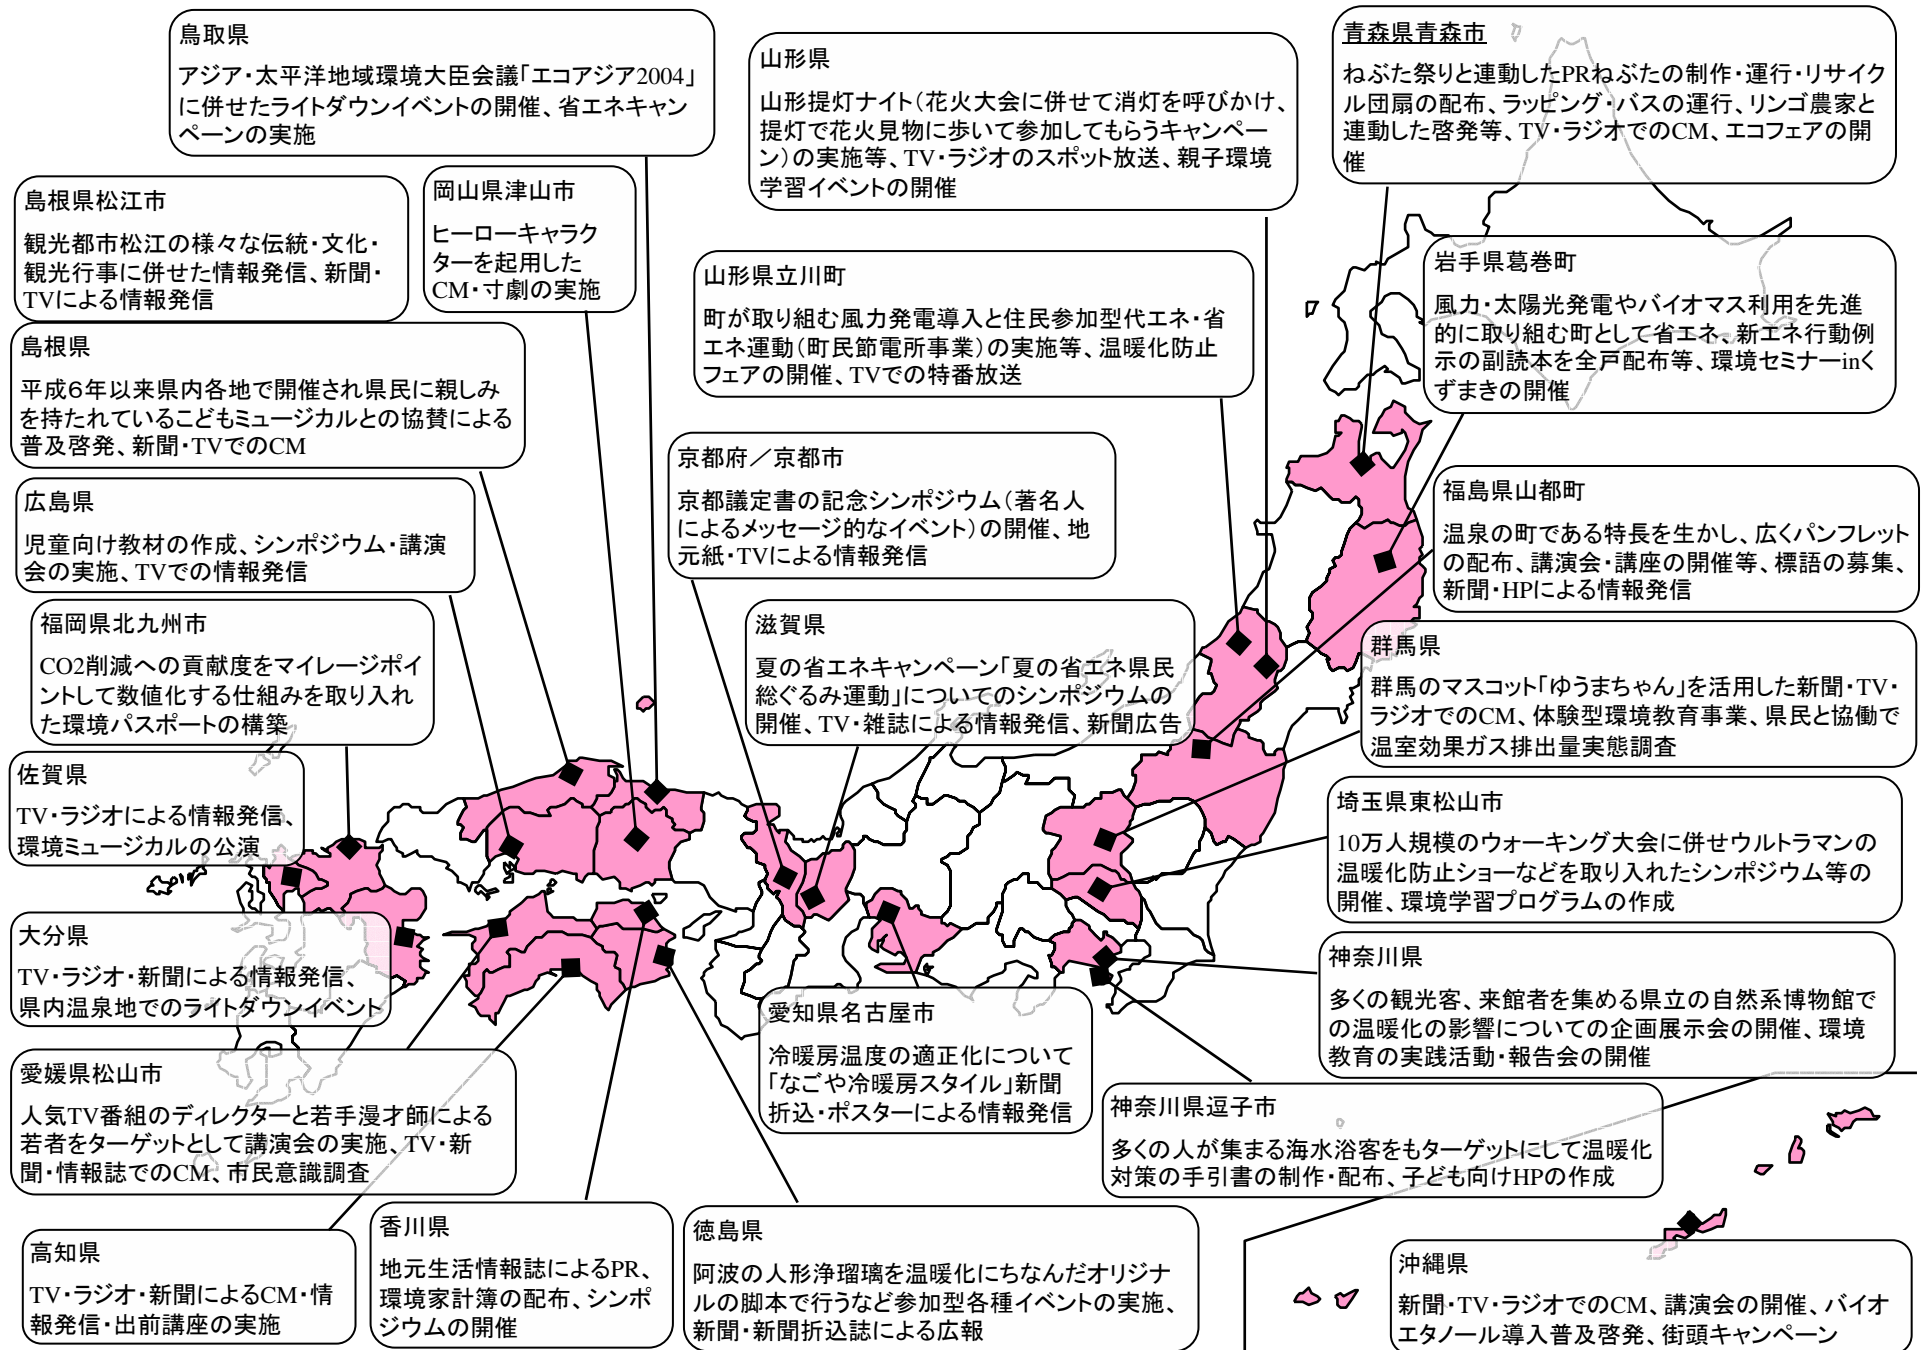 鳥取県
アジア・太平洋地域環境大臣会議「エコアジア2004」
に併せたライトダウンイベントの開催、省エネキャン
ペーンの実施
山形県
山形提灯ナイト（花火大会に併せて消灯を呼びかけ、
提灯で花火見物に歩いて参加してもらうキャンペー
ン）の実施等、TV・ラジオのスポット放送、親子環境
学習イベントの開催
青森県青森市
ねぶた祭りと連動したPRねぶたの制作・運行・リサイク
ル団扇の配布、ラッピング・バスの運行、リンゴ農家と
連動した啓発等、TV・ラジオでのCM、エコフェアの開
催
島根県松江市
観光都市松江の様々な伝統・文化・
観光行事に併せた情報発信、新聞・
TVによる情報発信
岡山県津山市
ヒーローキャラク
ターを起用した
CM・寸劇の実施
山形県立川町
町が取り組む風力発電導入と住民参加型代エネ・省
エネ運動（町民節電所事業）の実施等、温暖化防止
フェアの開催、TVでの特番放送
岩手県葛巻町
風力・太陽光発電やバイオマス利用を先進
的に取り組む町として省エネ、新エネ行動例
示の副読本を全戸配布等、環境セミナーinく
ずまきの開催
島根県
平成６年以来県内各地で開催され県民に親しみ
を持たれているこどもミュージカルとの協賛による
普及啓発、新聞・TVでのCM
京都府／京都市
京都議定書の記念シンポジウム（著名人
によるメッセージ的なイベント）の開催、地
元紙・TVによる情報発信
福島県山都町
温泉の町である特長を生かし、広くパンフレット
の配布、講演会・講座の開催等、標語の募集、
新聞・HPによる情報発信
広島県
児童向け教材の作成、シンポジウム・講演
会の実施、TVでの情報発信
福岡県北九州市
CO2削減への貢献度をマイレージポイ
ントして数値化する仕組みを取り入れ
た環境パスポートの構築
滋賀県
夏の省エネキャンペーン「夏の省エネ県民
総ぐるみ運動」についてのシンポジウムの
開催、TV・雑誌による情報発信、新聞広告
群馬県
群馬のマスコット「ゆうまちゃん」を活用した新聞・TV・
ラジオでのCM、体験型環境教育事業、県民と協働で
温室効果ガス排出量実態調査
佐賀県
TV・ラジオによる情報発信、
環境ミュージカルの公演
埼玉県東松山市
10万人規模のウォーキング大会に併せウルトラマンの
温暖化防止ショーなどを取り入れたシンポジウム等の
開催、環境学習プログラムの作成
大分県
TV・ラジオ・新聞による情報発信、
県内温泉地でのライトダウンイベント
神奈川県
多くの観光客、来館者を集める県立の自然系博物館で
の温暖化の影響についての企画展示会の開催、環境
教育の実践活動・報告会の開催
愛知県名古屋市
冷暖房温度の適正化について
「なごや冷暖房スタイル」新聞
折込・ポスターによる情報発信
愛媛県松山市
人気TV番組のディレクターと若手漫才師による
若者をターゲットとして講演会の実施、TV・新
聞・情報誌でのCM、市民意識調査
神奈川県逗子市
多くの人が集まる海水浴客をもターゲットにして温暖化
対策の手引書の制作・配布、子ども向けHPの作成
高知県
TV・ラジオ・新聞によるCM・情
報発信・出前講座の実施
香川県
地元生活情報誌によるPR、
環境家計簿の配布、シンポ
ジウムの開催
徳島県
阿波の人形浄瑠璃を温暖化にちなんだオリジナ
ルの脚本で行うなど参加型各種イベントの実施、
新聞・新聞折込誌による広報
沖縄県
新聞・TV・ラジオでのCM、講演会の開催、バイオ
エタノール導入普及啓発、街頭キャンペーン